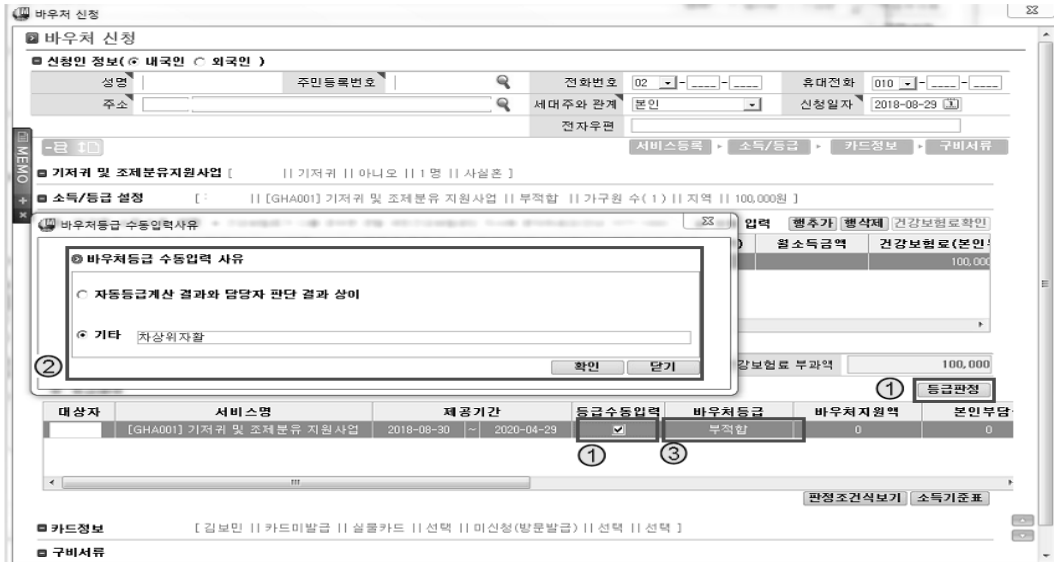 바우처 신청
바우처 신청
신청인 정보( 내국인 외국인 )
성명 주민등록번호 전화번호 02 - ____ - ____ 휴대전화 010 - ____ - ____
주소 세대주와 관계 본인 신청일자 2018-08-29
전자우편
서비스등록 소득/등급 카드정보 구비서류
MEMO
기저귀 및 조제분유지원사업 [ || 기저귀 || 아니오 || 1 명 || 사실혼 ]
소득/등급 설정 [ || [GHA001] 기저귀 및 조제분유 지원사업 || 부적합 || 가구원 수( 1 ) || 지역 || 100,000원 ]
바우처등급 수동입력사유
입력 행추가 행삭제 건강보험료확인
월소득금액 건강보험료(본인
100,000
바우처등급 수동입력 사유
자동등급계산 결과와 담당자 판단 결과 상이
기타 차상위자활
② 확인 닫기
강보험료 부과액 100,000
① 등급판정
대상자 서비스명 제공기간 등급수동입력 바우처등급 바우처지원액 본인부담
[GHA001] 기저귀 및 조제분유 지원사업 2018-08-30 ~ 2020-04-29 부적합 0 0
① ③
판정조건식보기 소득기준표
카드정보 [ 김보민 || 카드미발급 || 실물카드 || 선택 || 미신청(방문발급) || 선택 || 선택 ]
구비서류